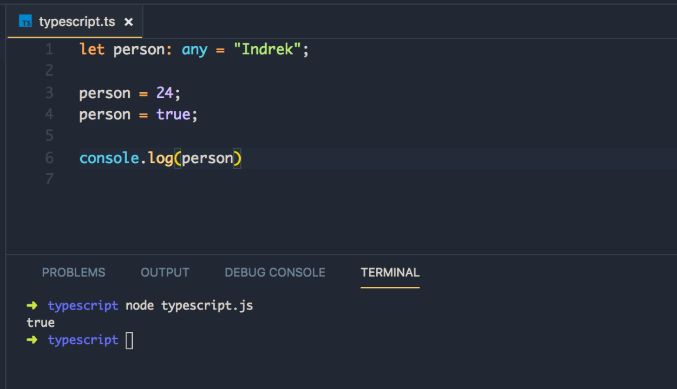 typescript.ts ×
1 let person: any = "Indrek";
2
3 person = 24;
4 person = true;
5
6 console.log(person)
7
PROBLEMS OUTPUT DEBUG CONSOLE TERMINAL
➜ typescript node typescript.js
true
➜ typescript